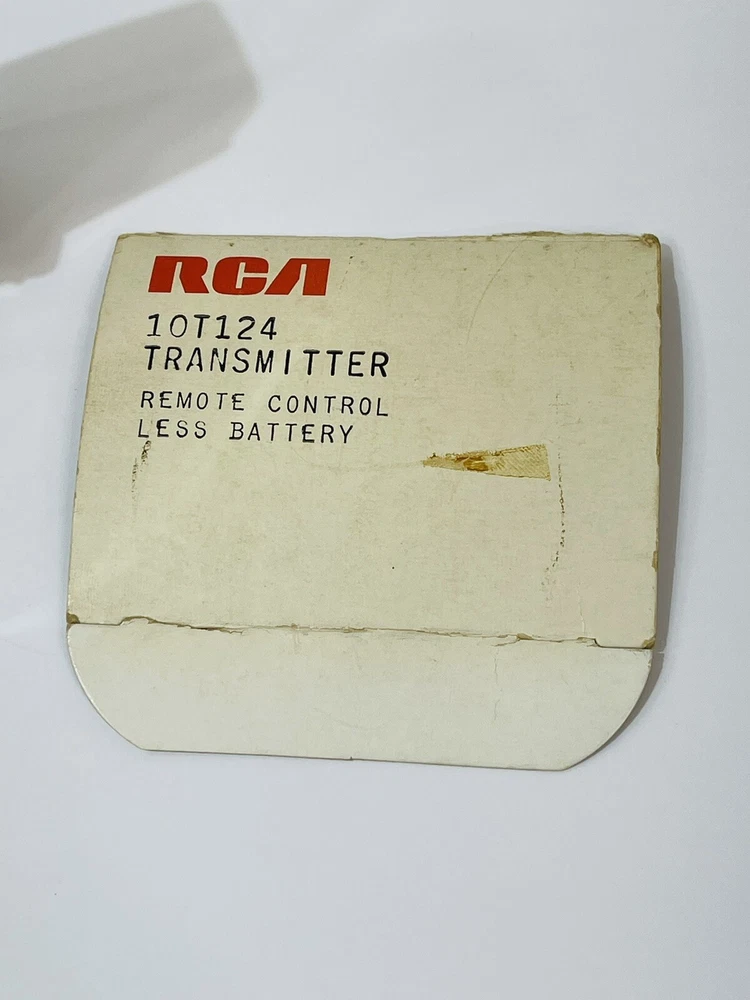 RCA
10T124
TRANSMITTER
REMOTE CONTROL
LESS BATTERY